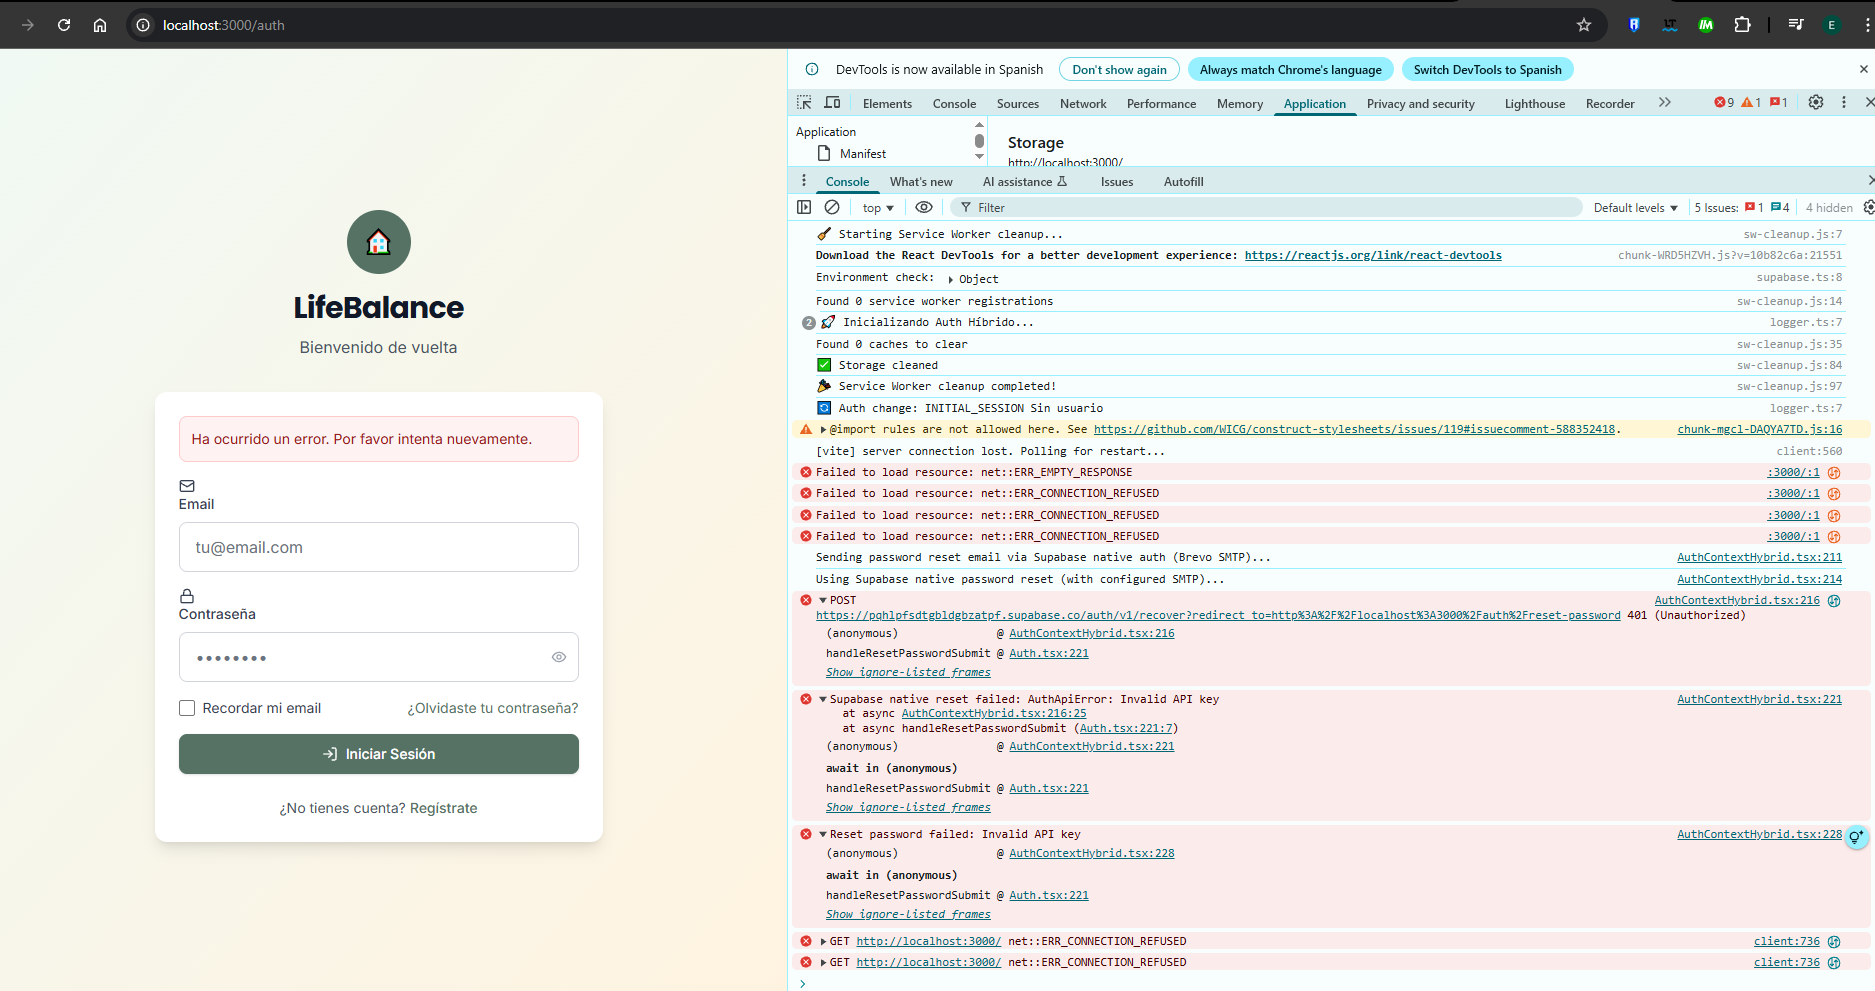 localhost:3000/auth
E
LifeBalance
Bienvenido de vuelta
Ha ocurrido un error. Por favor intenta nuevamente.
Email
tu@email.com
Contraseña
Recordar mi email
¿Olvidaste tu contraseña?
Iniciar Sesión
¿No tienes cuenta? Regístrate
DevTools is now available in Spanish
Don't show again
Always match Chrome's language
Switch DevTools to Spanish
Elements Console Sources Network Performance Memory Application Privacy and security Lighthouse Recorder 9 1 1
Application
Manifest
Storage
http://localhost:3000/
Console What's new AI assistance Issues Autofill
top Filter Default levels 5 Issues: 1 4 4 hidden
Starting Service Worker cleanup... sw-cleanup.js:7
Download the React DevTools for a better development experience: https://reactjs.org/link/react-devtools chunk-WRD5HZVH.js?v=10b82c6a:21551
Environment check: Object supabase.ts:8
Found 0 service worker registrations sw-cleanup.js:14
2 Inicializando Auth Híbrido... logger.ts:7
Found 0 caches to clear sw-cleanup.js:35
Storage cleaned sw-cleanup.js:84
Service Worker cleanup completed! sw-cleanup.js:97
Auth change: INITIAL_SESSION Sin usuario logger.ts:7
@import rules are not allowed here. See https://github.com/WICG/construct-stylesheets/issues/119#issuecomment-588352418. chunk-mgcl-DAQYA7TD.js:16
[vite] server connection lost. Polling for restart... client:560
Failed to load resource: net::ERR_EMPTY_RESPONSE :3000/:1
Failed to load resource: net::ERR_CONNECTION_REFUSED :3000/:1
Failed to load resource: net::ERR_CONNECTION_REFUSED :3000/:1
Failed to load resource: net::ERR_CONNECTION_REFUSED :3000/:1
Sending password reset email via Supabase native auth (Brevo SMTP)... AuthContextHybrid.tsx:211
Using Supabase native password reset (with configured SMTP)... AuthContextHybrid.tsx:214
POST AuthContextHybrid.tsx:216
https://pqhlpfsdtgbldgbzatpf.supabase.co/auth/v1/recover?redirect_to=http%3A%2F%2Flocalhost%3A3000%2Fauth%2Freset-password 401 (Unauthorized)
(anonymous) @ AuthContextHybrid.tsx:216
handleResetPasswordSubmit @ Auth.tsx:221
Show ignore-listed frames
Supabase native reset failed: AuthApiError: Invalid API key AuthContextHybrid.tsx:221
at async AuthContextHybrid.tsx:216:25
at async handleResetPasswordSubmit (Auth.tsx:221:7)
(anonymous) @ AuthContextHybrid.tsx:221
await in (anonymous)
handleResetPasswordSubmit @ Auth.tsx:221
Show ignore-listed frames
Reset password failed: Invalid API key AuthContextHybrid.tsx:228
(anonymous) @ AuthContextHybrid.tsx:228
await in (anonymous)
handleResetPasswordSubmit @ Auth.tsx:221
Show ignore-listed frames
GET http://localhost:3000/ net::ERR_CONNECTION_REFUSED client:736
GET http://localhost:3000/ net::ERR_CONNECTION_REFUSED client:736